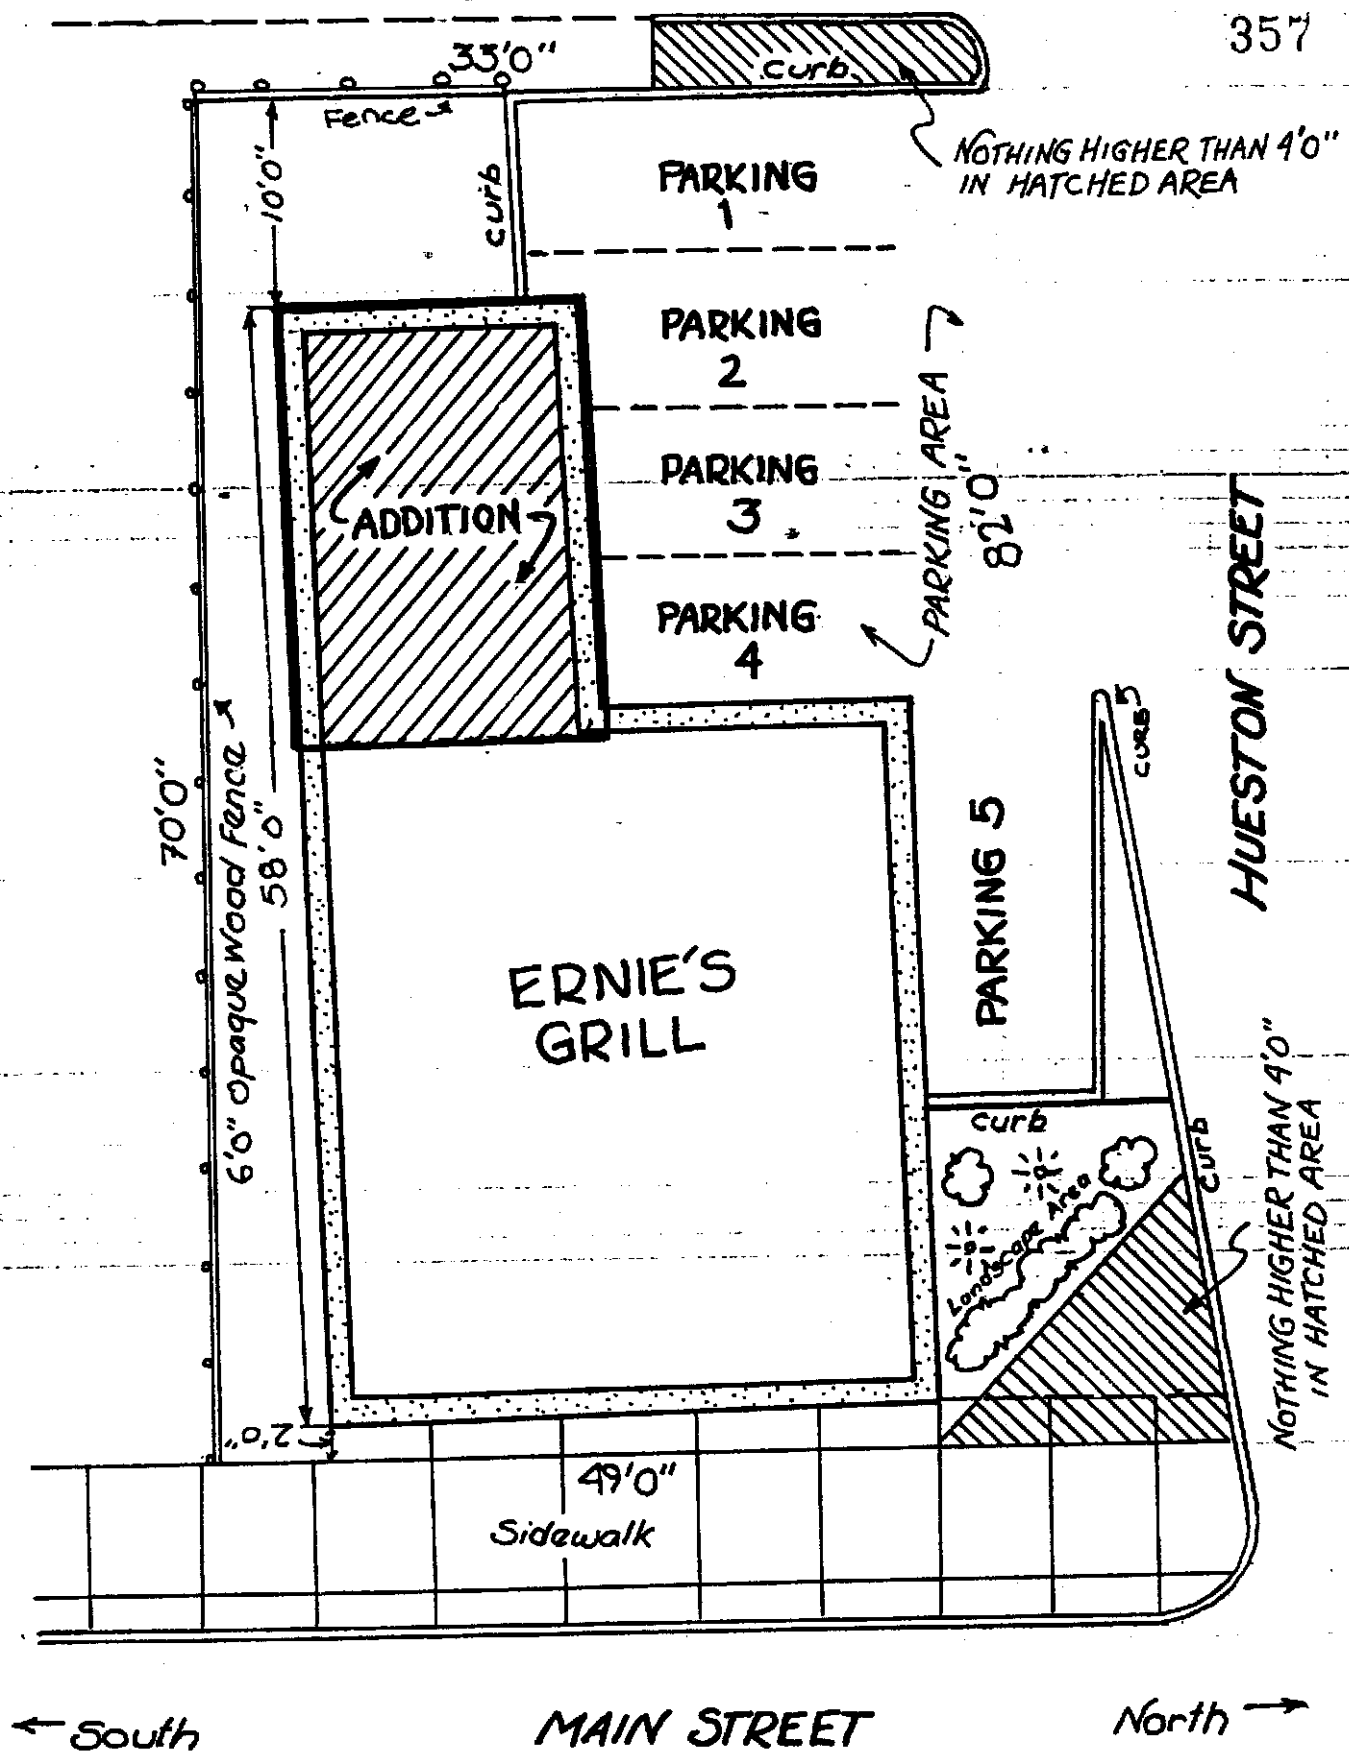 357
33'0"
curb
Fence
10'0"
curb
NOTHING HIGHER THAN 4'0"
IN HATCHED AREA
PARKING
1
PARKING
2
PARKING
3
PARKING
4
PARKING AREA
82'0"
ADDITION
HUESTON STREET
CURB
70'0"
6'0" Opaque Wood Fence
58'0"
PARKING 5
ERNIE'S
GRILL
curb
curb
Landscape Area
NOTHING HIGHER THAN 4'0"
IN HATCHED AREA
2'0"
49'0"
Sidewalk
South
MAIN STREET
North